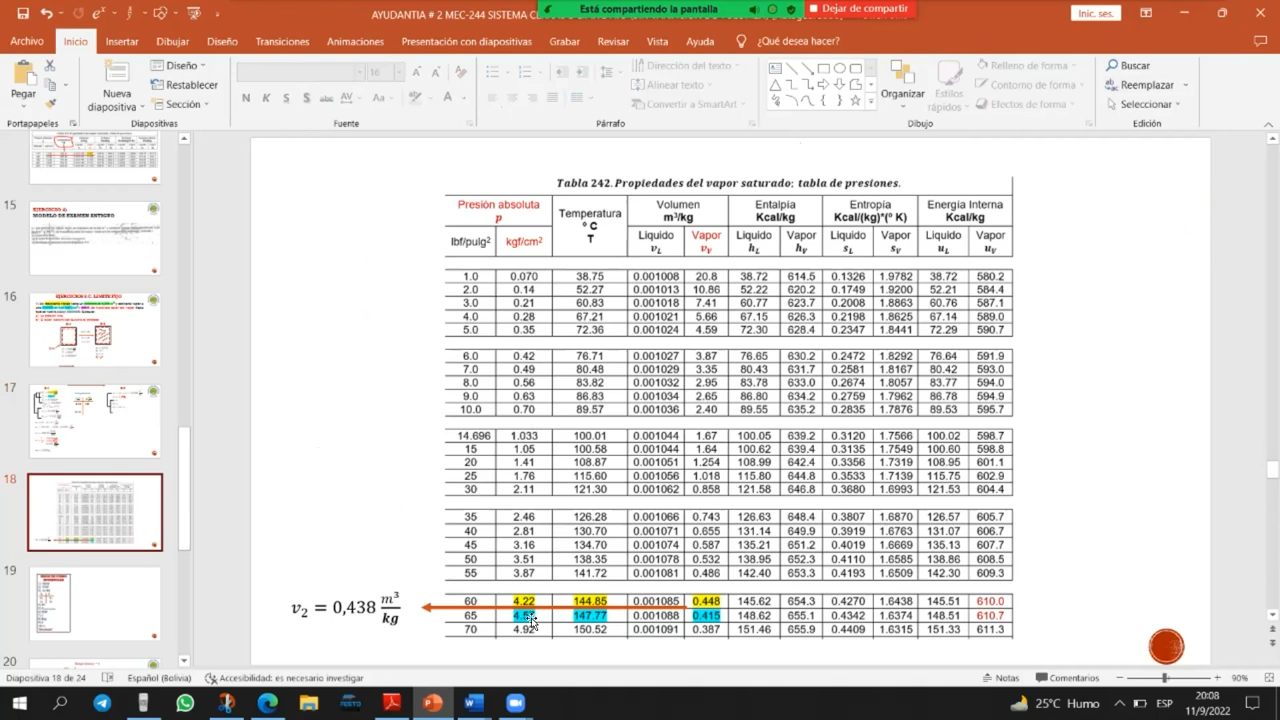 AYUDANTIA # 2 MEC-244 SISTEMA
Está compartiendo la pantalla
Dejar de compartir
Inic. ses.
Archivo Inicio Insertar Dibujar Diseño Transiciones Animaciones Presentación con diapositivas Grabar Revisar Vista Ayuda ¿Qué desea hacer?
Pegar
Nueva diapositiva
Diseño
Restablecer
Sección
16
N K S S abc AV Aa A
Dirección del texto
Alinear texto
Convertir a SmartArt
Organizar
Estilos rápidos
Relleno de forma
Contorno de forma
Efectos de forma
Buscar
Reemplazar
Seleccionar
Portapapeles Diapositivas Fuente Párrafo Dibujo Edición
15
MODELO DE EXAMEN ANTIGUO
16
17
18
19
20
Tabla 242. Propiedades del vapor saturado; tabla de presiones.
Presión absoluta p Temperatura °C T Volumen m³/kg Entalpía Kcal/kg Entropía Kcal/(kg)*(° K) Energia Interna Kcal/kg
lbf/pulg² kgf/cm² Liquido vL Vapor vV Liquido hL Vapor hV Liquido sL Vapor sV Liquido uL Vapor uV
1.0 0.070 38.75 0.001008 20.8 38.72 614.5 0.1326 1.9782 38.72 580.2
2.0 0.14 52.27 0.001013 10.86 52.22 620.2 0.1749 1.9200 52.21 584.4
3.0 0.21 60.83 0.001018 7.41 623.7 0.2008 1.8863 587.1
4.0 0.28 67.21 0.001021 5.66 67.15 626.3 0.2198 1.8625 67.14 589.0
5.0 0.35 72.36 0.001024 4.59 72.30 628.4 0.2347 1.8441 72.29 590.7
6.0 0.42 76.71 0.001027 3.87 76.65 630.2 0.2472 1.8292 76.64 591.9
7.0 0.49 80.48 0.001029 3.35 80.43 631.7 0.2581 1.8167 80.42 593.0
8.0 0.56 83.82 0.001032 2.95 83.78 633.0 0.2674 1.8057 83.77 594.0
9.0 0.63 86.83 0.001034 2.65 86.80 634.2 0.2759 1.7962 86.78 594.9
10.0 0.70 89.57 0.001036 2.40 89.55 635.2 0.2835 1.7876 89.53 595.7
14.696 1.033 100.01 0.001044 1.67 100.05 639.2 0.3120 1.7566 100.02 598.7
15 1.05 100.58 0.001044 1.64 100.62 639.4 0.3135 1.7549 100.60 598.8
20 1.41 108.87 0.001051 1.254 108.99 642.4 0.3356 1.7319 108.95 601.1
25 1.76 115.60 0.001056 1.018 115.80 644.8 0.3533 1.7139 115.75 602.9
30 2.11 121.30 0.001062 0.858 121.58 646.8 0.3680 1.6993 121.53 604.4
35 2.46 126.28 0.001066 0.743 126.63 648.4 0.3807 1.6870 126.57 605.7
40 2.81 130.70 0.001071 0.655 131.14 649.9 0.3919 1.6763 131.07 606.7
45 3.16 134.70 0.001074 0.587 135.21 651.2 0.4019 1.6669 135.13 607.7
50 3.51 138.35 0.001078 0.532 138.95 652.3 0.4110 1.6585 138.86 608.5
55 3.87 141.72 0.001081 0.486 142.40 653.3 0.4193 1.6509 142.30 609.3
60 4.22 144.85 0.001085 0.448 145.62 654.3 0.4270 1.6438 145.51 610.0
65 147.77 0.001088 0.415 148.62 655.1 0.4342 1.6374 148.51 610.7
70 4.92 150.52 0.001091 0.387 151.46 655.9 0.4409 1.6315 151.33 611.3
v₂ = 0,438 m³/kg
Diapositiva 18 de 24 Español (Bolivia) Accesibilidad: es necesario investigar Notas Comentarios 90%
25°C Humo ESP 20:08
11/9/2022